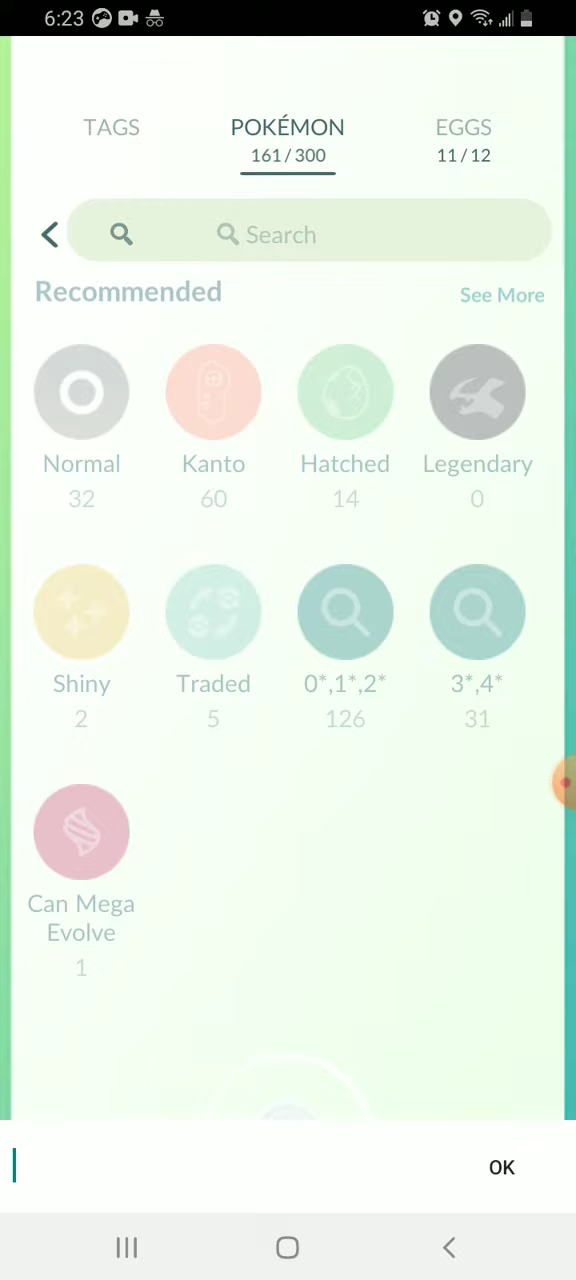 6:23
TAGS POKÉMON EGGS
161/300 11/12
Search
Recommended See More
Normal Kanto Hatched Legendary
32 60 14 0
Shiny Traded 0*,1*,2* 3*,4*
2 5 126 31
Can Mega
Evolve
1
OK